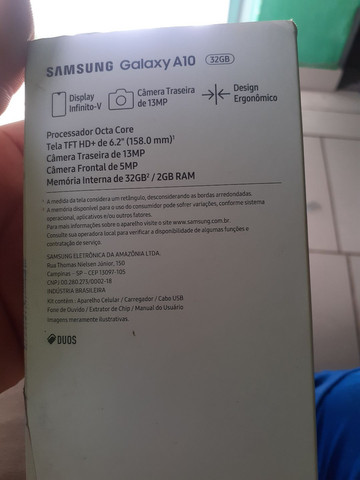 SAMSUNG Galaxy A10 32GB
Display
Infinito-V
Câmera Traseira
de 13MP
Design
Ergonômico
Processador Octa Core
Tela TFT HD+ de 6.2" (158.0 mm)¹
Câmera Traseira de 13MP
Câmera Frontal de 5MP
Memória Interna de 32GB² / 2GB RAM
¹ A medida da tela considera um retângulo, desconsiderando as bordas arredondadas.
² A memória disponível para o uso do consumidor pode sofrer variações, conforme sistema
operacional, aplicativos e/ou outros fatores.
Para mais informações sobre o aparelho visite o site www.samsung.com.br
Consulte sua operadora local para verificar a disponibilidade de algumas funções e
contratação de serviço.
SAMSUNG ELETRÔNICA DA AMAZÔNIA LTDA.
Rua Thomas Nielsen Júnior, 150
Campinas - SP - CEP 13097-105
CNPJ 00.280.273/0002-18
INDÚSTRIA BRASILEIRA
Kit contém: Aparelho Celular / Carregador / Cabo USB
Fone de Ouvido / Extrator de Chip / Manual do Usuário
Imagens meramente ilustrativas.
DUOS